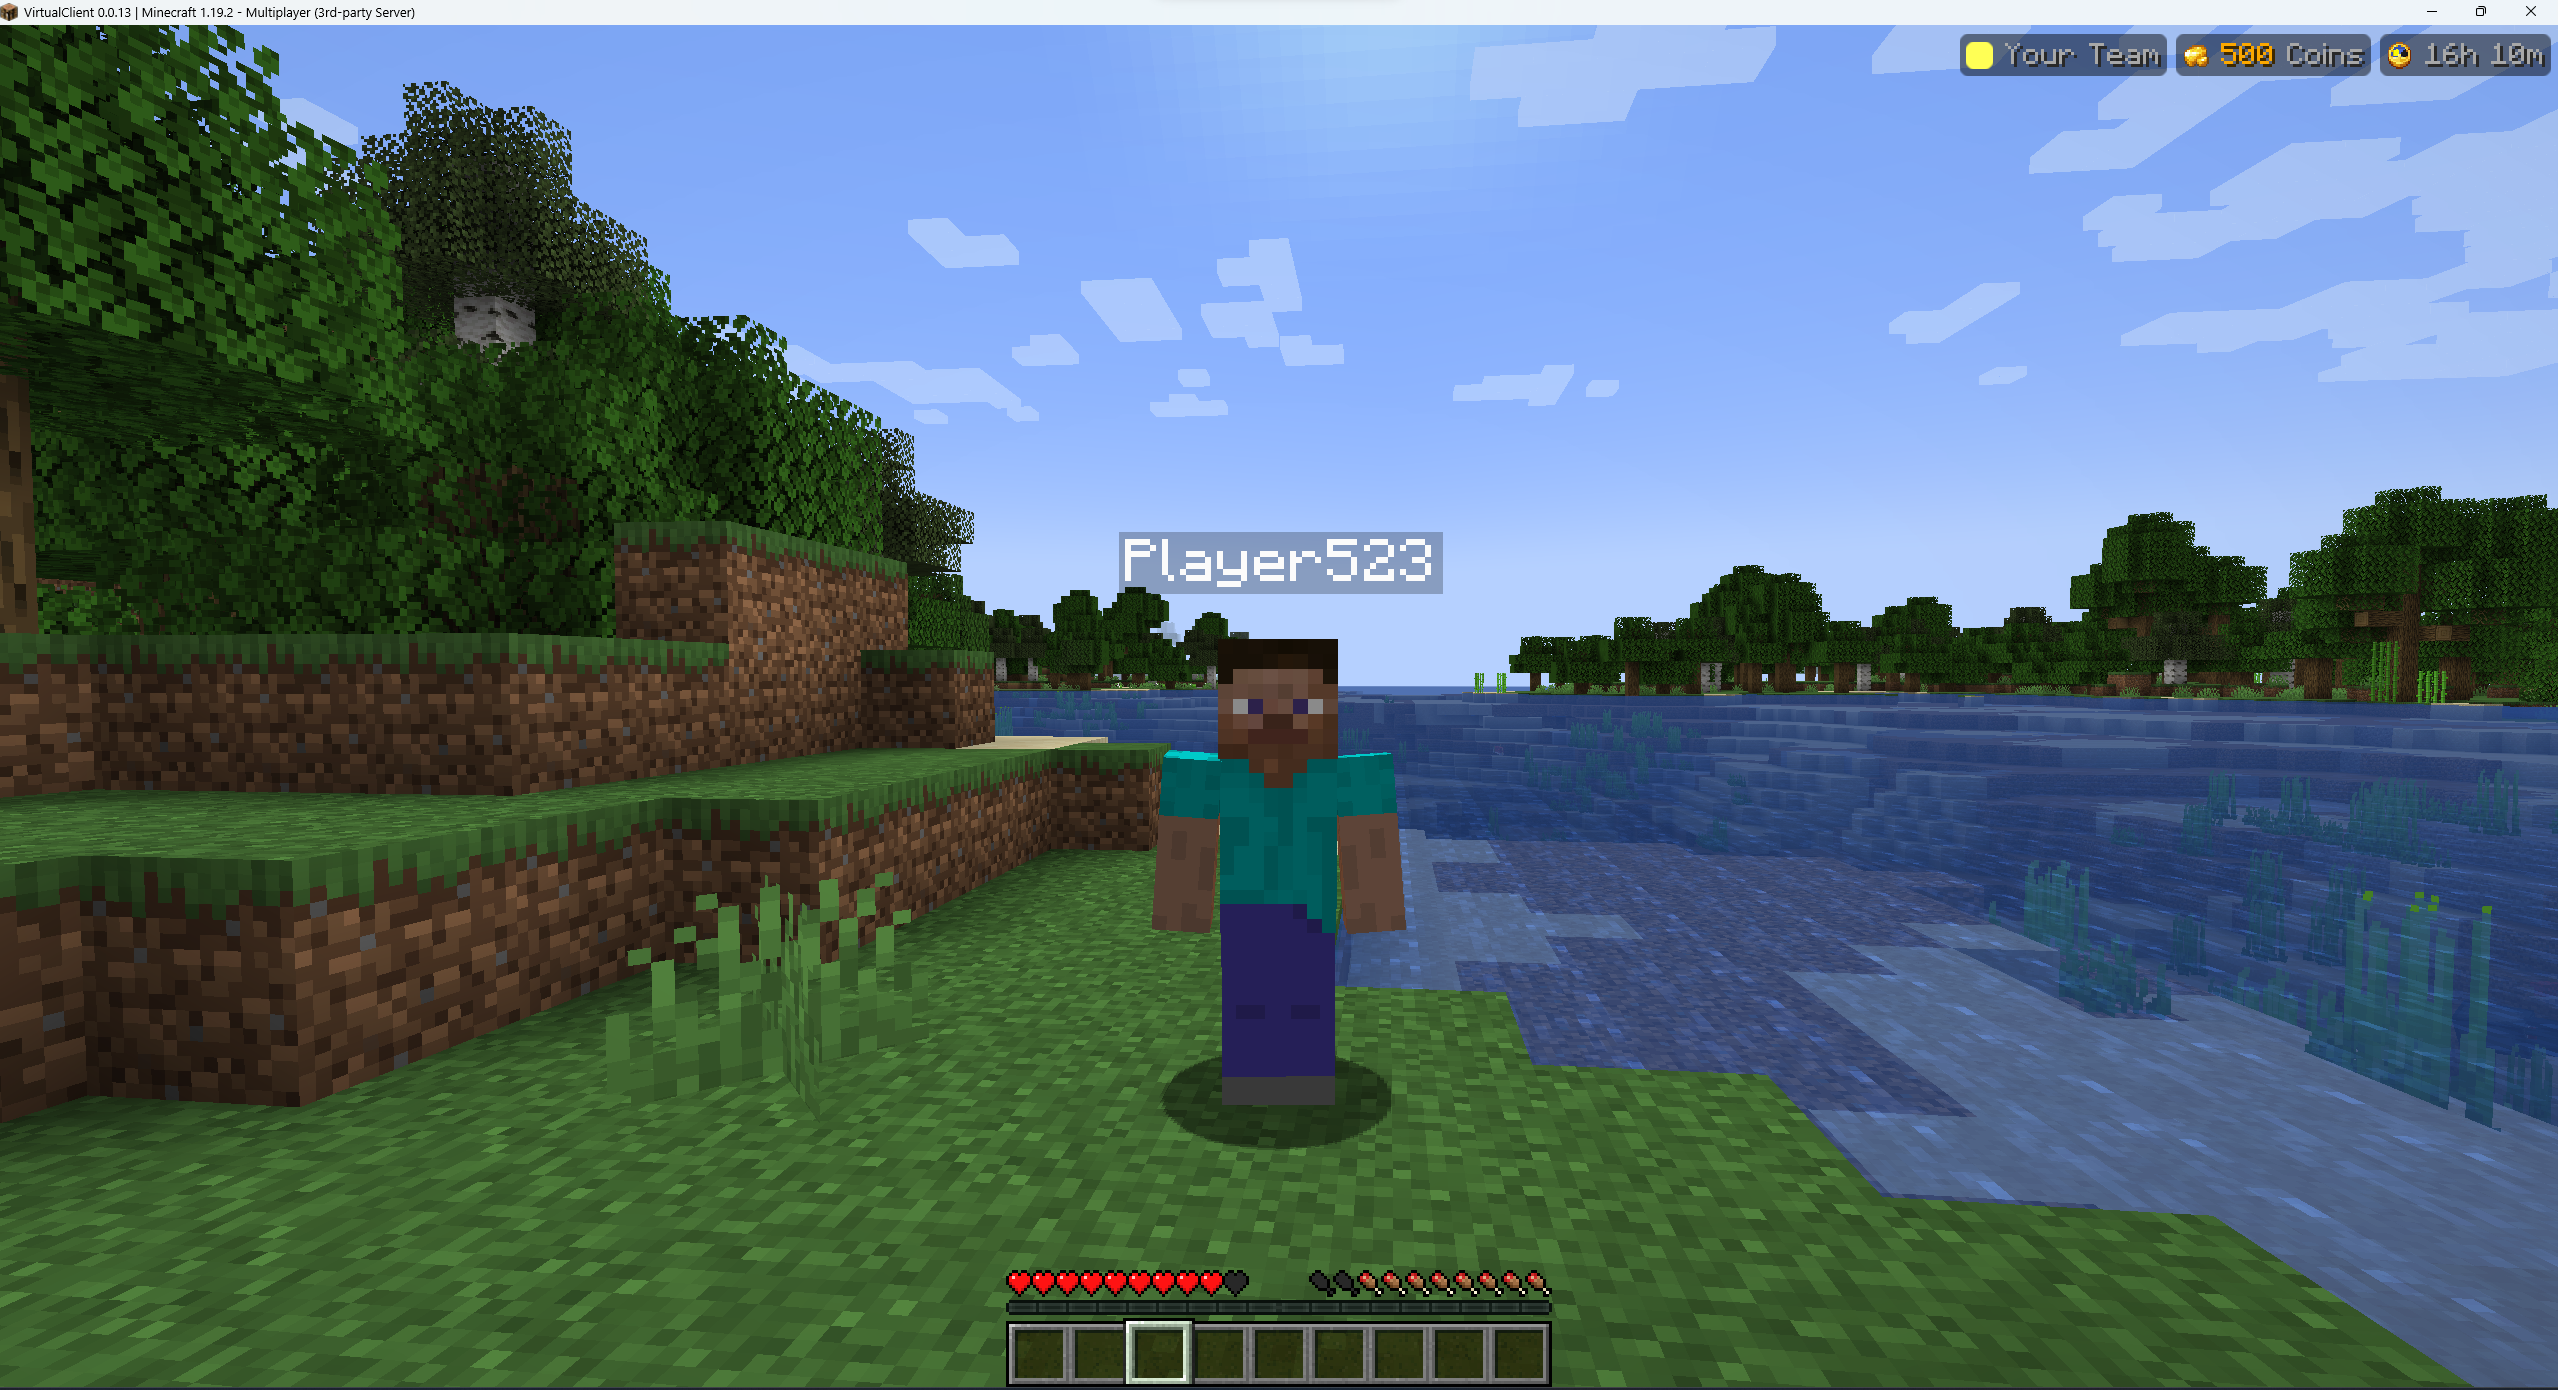 VirtualClient 0.0.13 | Minecraft 1.19.2 - Multiplayer (3rd-party Server)
Your Team 500 Coins 16h 10m
Player523